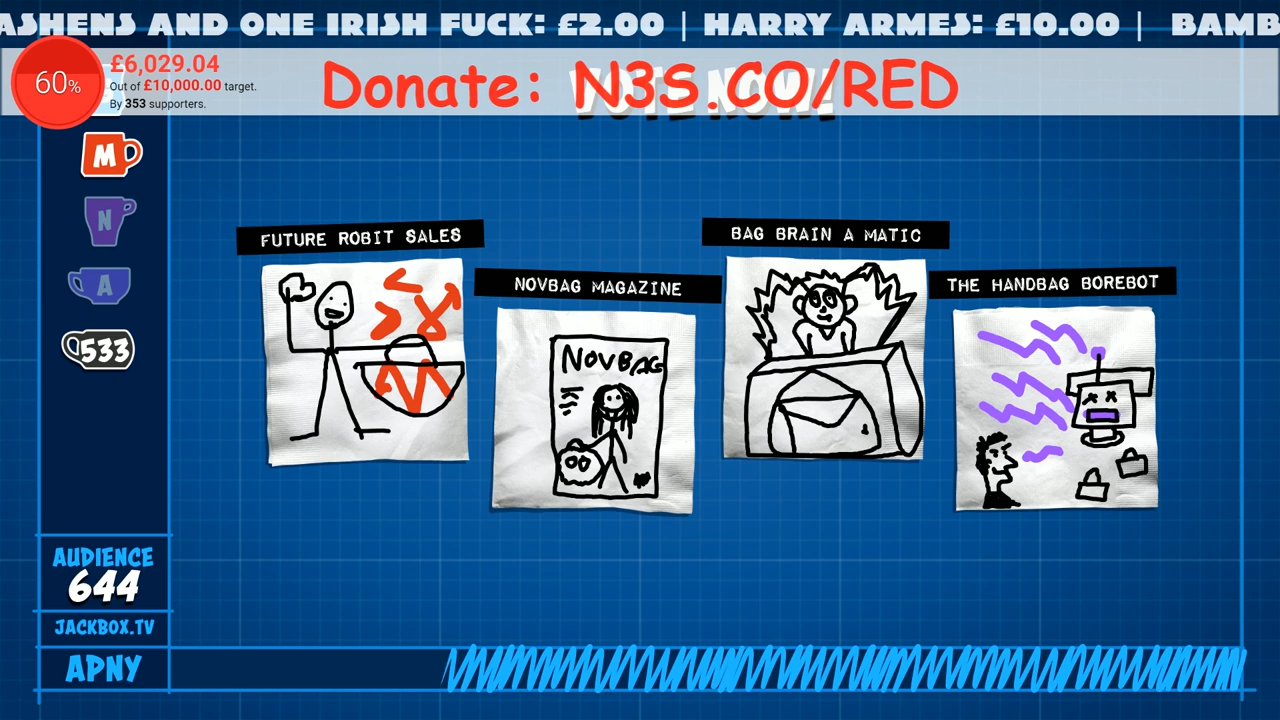 ASHENS AND ONE IRISH FUCK: £2.00 | HARRY ARMES: £10.00 | BAMB
60%
£6,029.04
Out of £10,000.00 target.
By 353 supporters.
Donate: N3S.CO/RED
VOTE NOW!
M
N
A
533
FUTURE ROBIT SALES
NOVBAG MAGAZINE
NOVBAG
BAG BRAIN A MATIC
THE HANDBAG BOREBOT
AUDIENCE
644
JACKBOX.TV
APNY